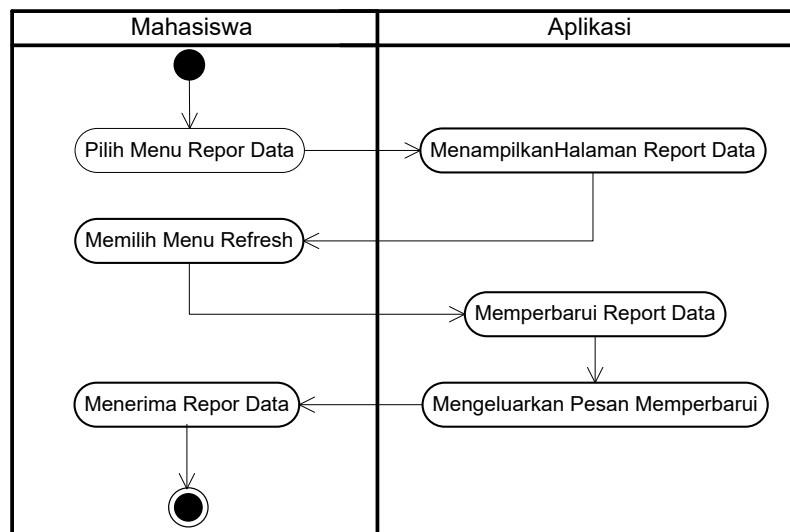 Mahasiswa
Aplikasi
Pilih Menu Repor Data
MenampilkanHalaman Report Data
Memilih Menu Refresh
Memperbarui Report Data
Menerima Repor Data
Mengeluarkan Pesan Memperbarui